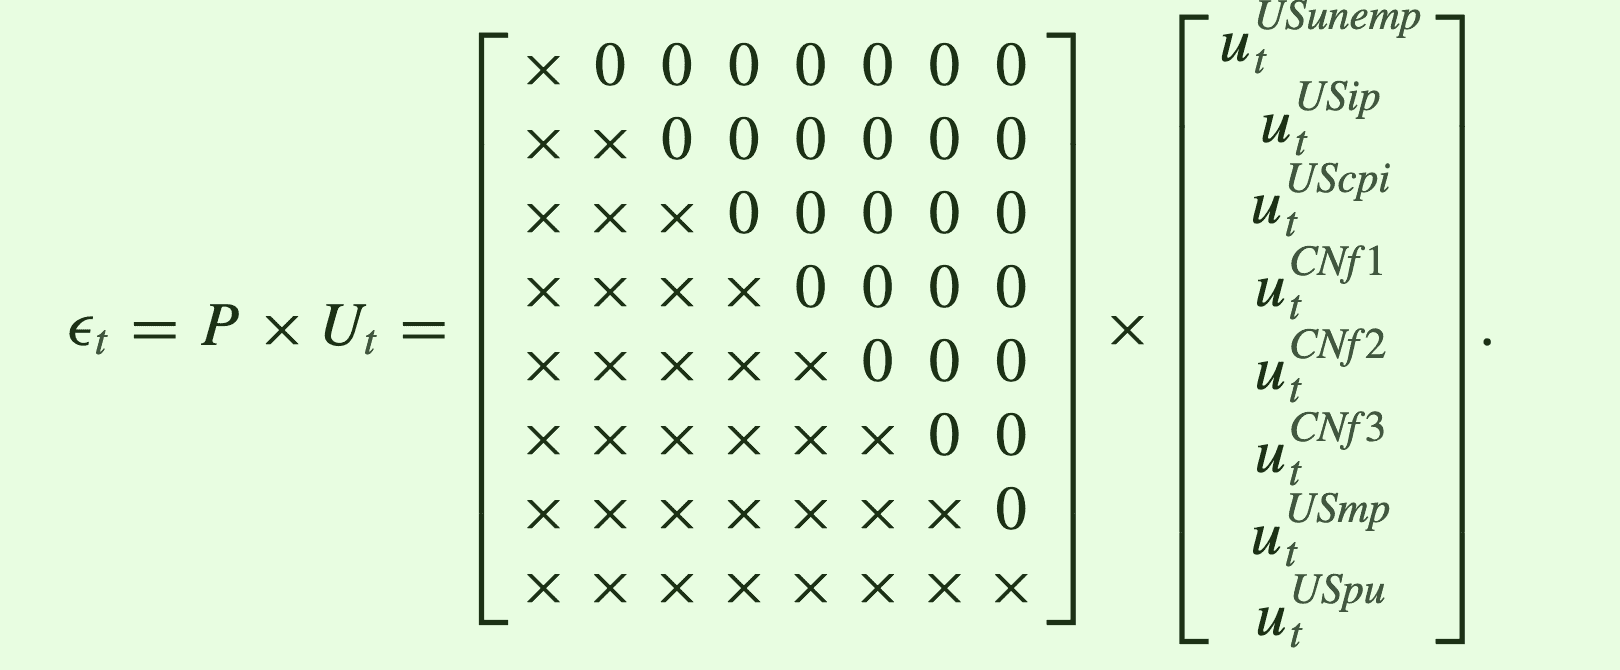 \epsilon_t = P \times U_t = \begin{bmatrix} \times & 0 & 0 & 0 & 0 & 0 & 0 & 0 \\ \times & \times & 0 & 0 & 0 & 0 & 0 & 0 \\ \times & \times & \times & 0 & 0 & 0 & 0 & 0 \\ \times & \times & \times & \times & 0 & 0 & 0 & 0 \\ \times & \times & \times & \times & \times & 0 & 0 & 0 \\ \times & \times & \times & \times & \times & \times & 0 & 0 \\ \times & \times & \times & \times & \times & \times & \times & 0 \\ \times & \times & \times & \times & \times & \times & \times & \times \end{bmatrix} \times \begin{bmatrix} u_t^{USunemp} \\ u_t^{USip} \\ u_t^{UScpi} \\ u_t^{CNf1} \\ u_t^{CNf2} \\ u_t^{CNf3} \\ u_t^{USmp} \\ u_t^{USpu} \end{bmatrix}.